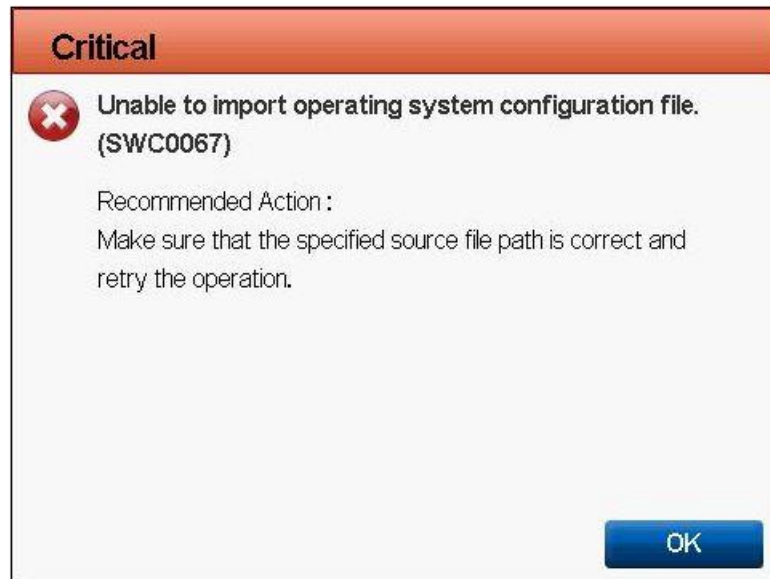 Critical
Unable to import operating system configuration file.
(SWC0067)
Recommended Action :
Make sure that the specified source file path is correct and
retry the operation.
OK